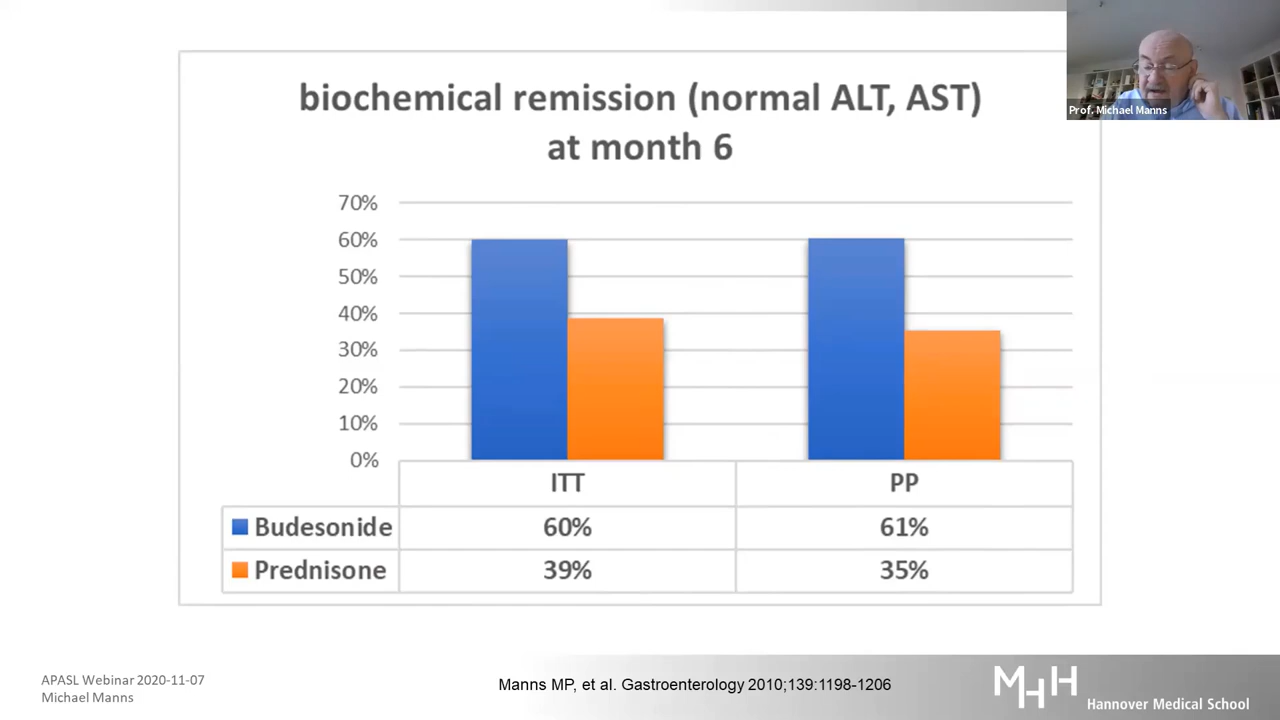 Prof. Michael Manns
biochemical remission (normal ALT, AST)
at month 6
70%
60%
50%
40%
30%
20%
10%
0%
ITT PP
Budesonide 60% 61%
Prednisone 39% 35%
APASL Webinar 2020-11-07
Michael Manns
Manns MP, et al. Gastroenterology 2010;139:1198-1206
MHH
Hannover Medical School